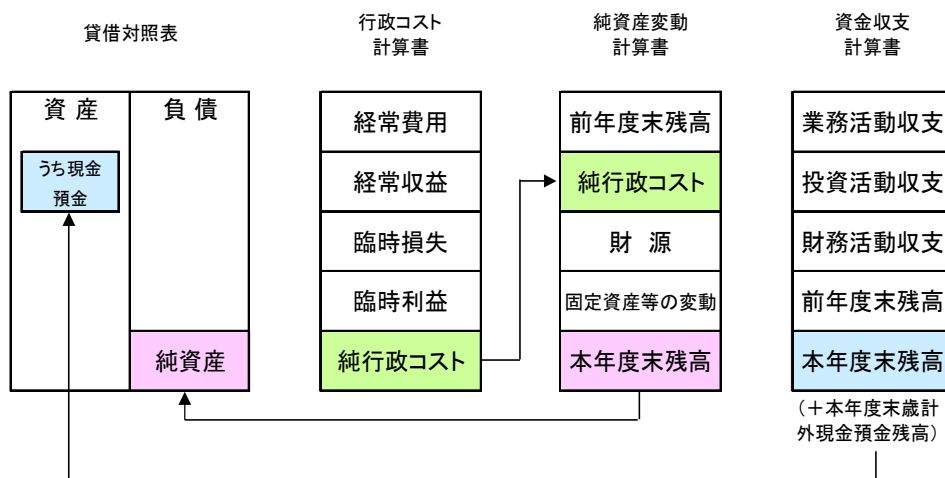 貸借対照表
行政コスト
計算書
純資産変動
計算書
資金収支
計算書
資 産
負 債
うち現金
預金
純資産
経常費用
経常収益
臨時損失
臨時利益
純行政コスト
前年度末残高
純行政コスト
財 源
固定資産等の変動
本年度末残高
業務活動収支
投資活動収支
財務活動収支
前年度末残高
本年度末残高
(+本年度末歳計
外現金預金残高)